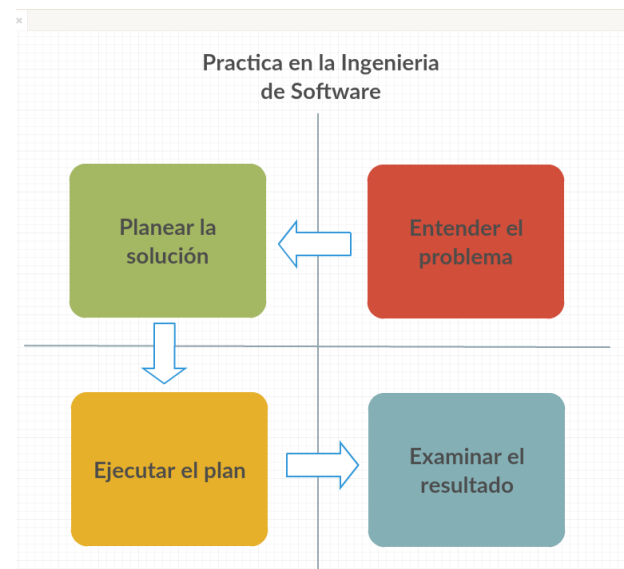 Practica en la Ingenieria
de Software
Planear la
solución
Entender el
problema
Ejecutar el plan
Examinar el
resultado